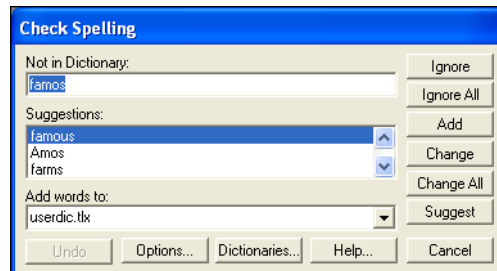 Check Spelling
Not in Dictionary:
famos
Ignore
Ignore All
Suggestions:
famous
Amos
farms
Add
Change
Change All
Add words to:
userdic.tlx
Suggest
Undo
Options...
Dictionaries...
Help...
Cancel